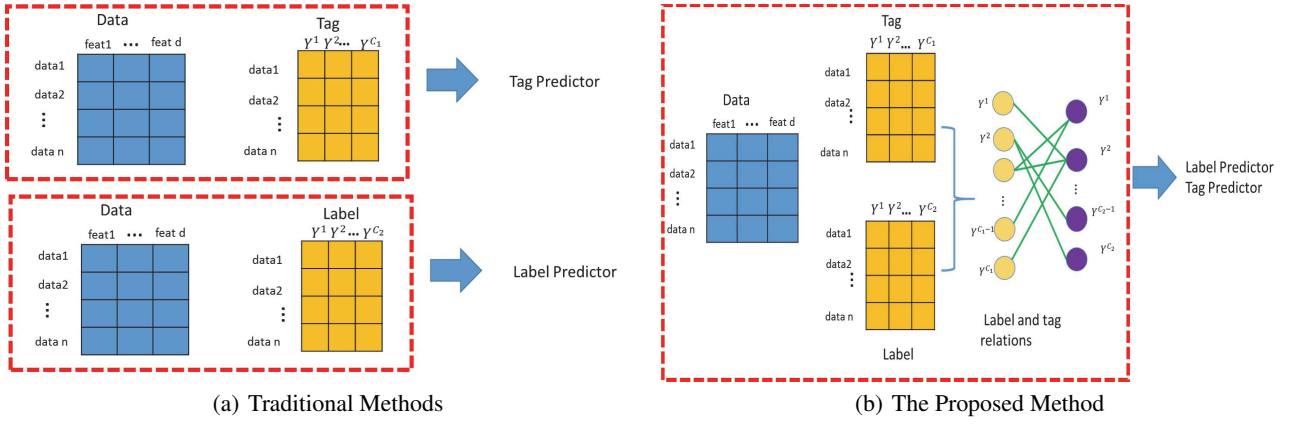 Data
Tag
feat1 ••• feat d
Y^1 Y^2... Y^{C_1}
data1
data2
⋮
data n
data1
data2
⋮
data n
Tag Predictor
Data
Label
feat1 ••• feat d
Y^1 Y^2... Y^{C_2}
data1
data2
⋮
data n
data1
data2
⋮
data n
Label Predictor
(a) Traditional Methods
Tag
Y^1 Y^2... Y^{C_1}
data1
data2
⋮
data n
Data
feat1 ••• feat d
data1
data2
⋮
data n
Y^1 Y^2... Y^{C_2}
data1
data2
⋮
data n
Label
Y^1
Y^2
...
Y^{C_1-1}
Y^{C_1}
Y^1
Y^2
⋮
Y^{C_2-1}
Y^{C_2}
Label and tag
relations
Label Predictor
Tag Predictor
(b) The Proposed Method